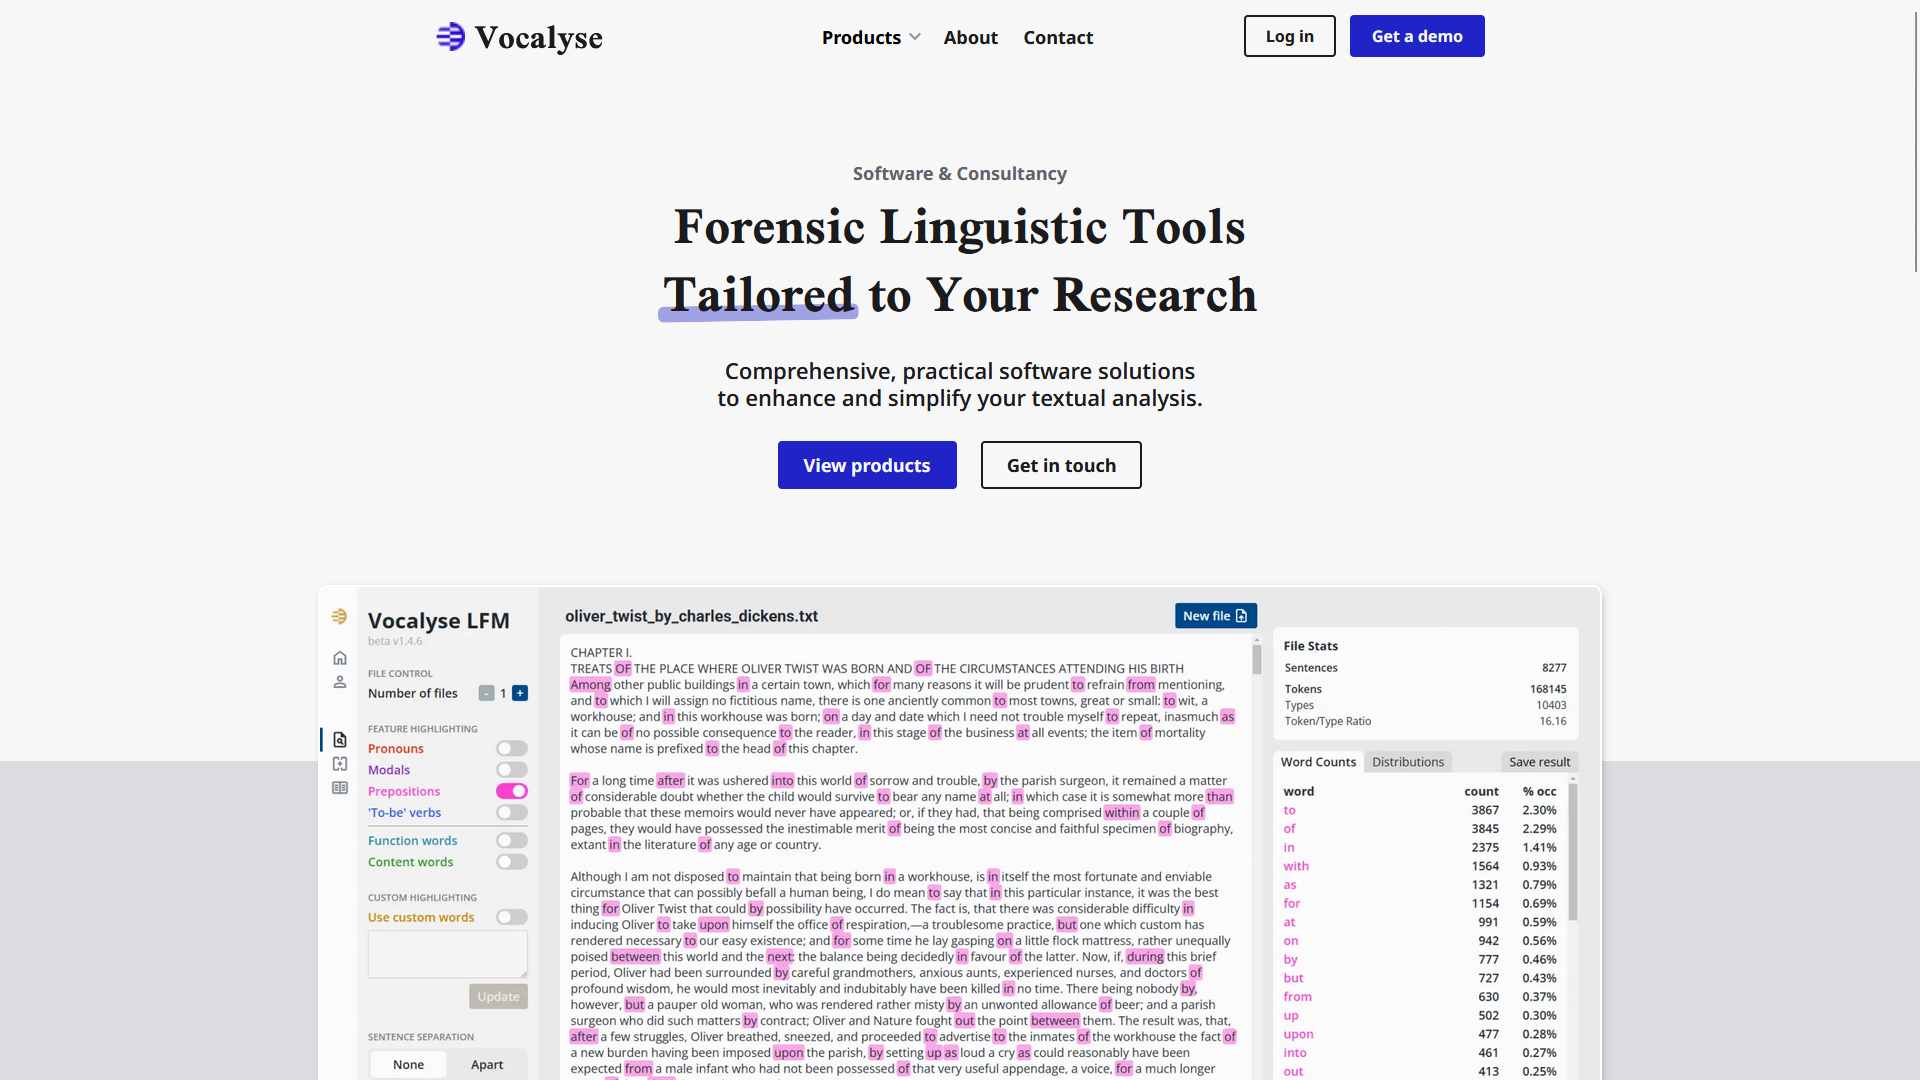 Vocalyse
Products
About
Contact
Log in
Get a demo
Software & Consultancy
Forensic Linguistic Tools
Tailored to Your Research
Comprehensive, practical software solutions
to enhance and simplify your textual analysis.
View products
Get in touch
Vocalyse LFM
beta v1.4.6
FILE CONTROL
Number of files - 1 +
FEATURE HIGHLIGHTING
Pronouns
Modals
Prepositions
'To-be' verbs
Function words
Content words
CUSTOM HIGHLIGHTING
Use custom words
Update
SENTENCE SEPARATION
None
Apart
oliver_twist_by_charles_dickens.txt
New file
CHAPTER I.
TREATS OF THE PLACE WHERE OLIVER TWIST WAS BORN AND OF THE CIRCUMSTANCES ATTENDING HIS BIRTH
Among other public buildings in a certain town, which for many reasons it will be prudent to refrain from mentioning,
and to which I will assign no fictitious name, there is one anciently common to most towns, great or small: to wit, a
workhouse; and in this workhouse was born; on a day and date which I need not trouble myself to repeat, inasmuch as
it can be of no possible consequence to the reader, in this stage of the business at all events; the item of mortality
whose name is prefixed to the head of this chapter.
For a long time after it was ushered into this world of sorrow and trouble, by the parish surgeon, it remained a matter
of considerable doubt whether the child would survive to bear any name at all; in which case it is somewhat more than
probable that these memoirs would never have appeared; or, if they had, that being comprised within a couple of
pages, they would have possessed the inestimable merit of being the most concise and faithful specimen of biography,
extant in the literature of any age or country.
Although I am not disposed to maintain that being born in a workhouse, is in itself the most fortunate and enviable
circumstance that can possibly befall a human being, I do mean to say that in this particular instance, it was the best
thing for Oliver Twist that could by possibility have occurred. The fact is, that there was considerable difficulty in
inducing Oliver to take upon himself the office of respiration,—a troublesome practice, but one which custom has
rendered necessary to our easy existence; and for some time he lay gasping on a little flock mattress, rather unequally
poised between this world and the next: the balance being decidedly in favour of the latter. Now, if, during this brief
period, Oliver had been surrounded by careful grandmothers, anxious aunts, experienced nurses, and doctors of
profound wisdom, he would most inevitably and indubitably have been killed in no time. There being nobody by,
however, but a pauper old woman, who was rendered rather misty by an unwonted allowance of beer; and a parish
surgeon who did such matters by contract; Oliver and Nature fought out the point between them. The result was, that,
after a few struggles, Oliver breathed, sneezed, and proceeded to advertise to the inmates of the workhouse the fact of
a new burden having been imposed upon the parish, by setting up as loud a cry as could reasonably have been
expected from a male infant who had not been possessed of that very useful appendage, a voice, for a much longer
File Stats
Sentences 8277
Tokens 168145
Types 10403
Token/Type Ratio 16.16
Word Counts
Distributions
Save result
word count % occ
to 3867 2.30%
of 3845 2.29%
in 2375 1.41%
with 1564 0.93%
as 1321 0.79%
for 1154 0.69%
at 991 0.59%
on 942 0.56%
by 777 0.46%
but 727 0.43%
from 630 0.37%
up 502 0.30%
upon 477 0.28%
into 461 0.27%
out 413 0.25%